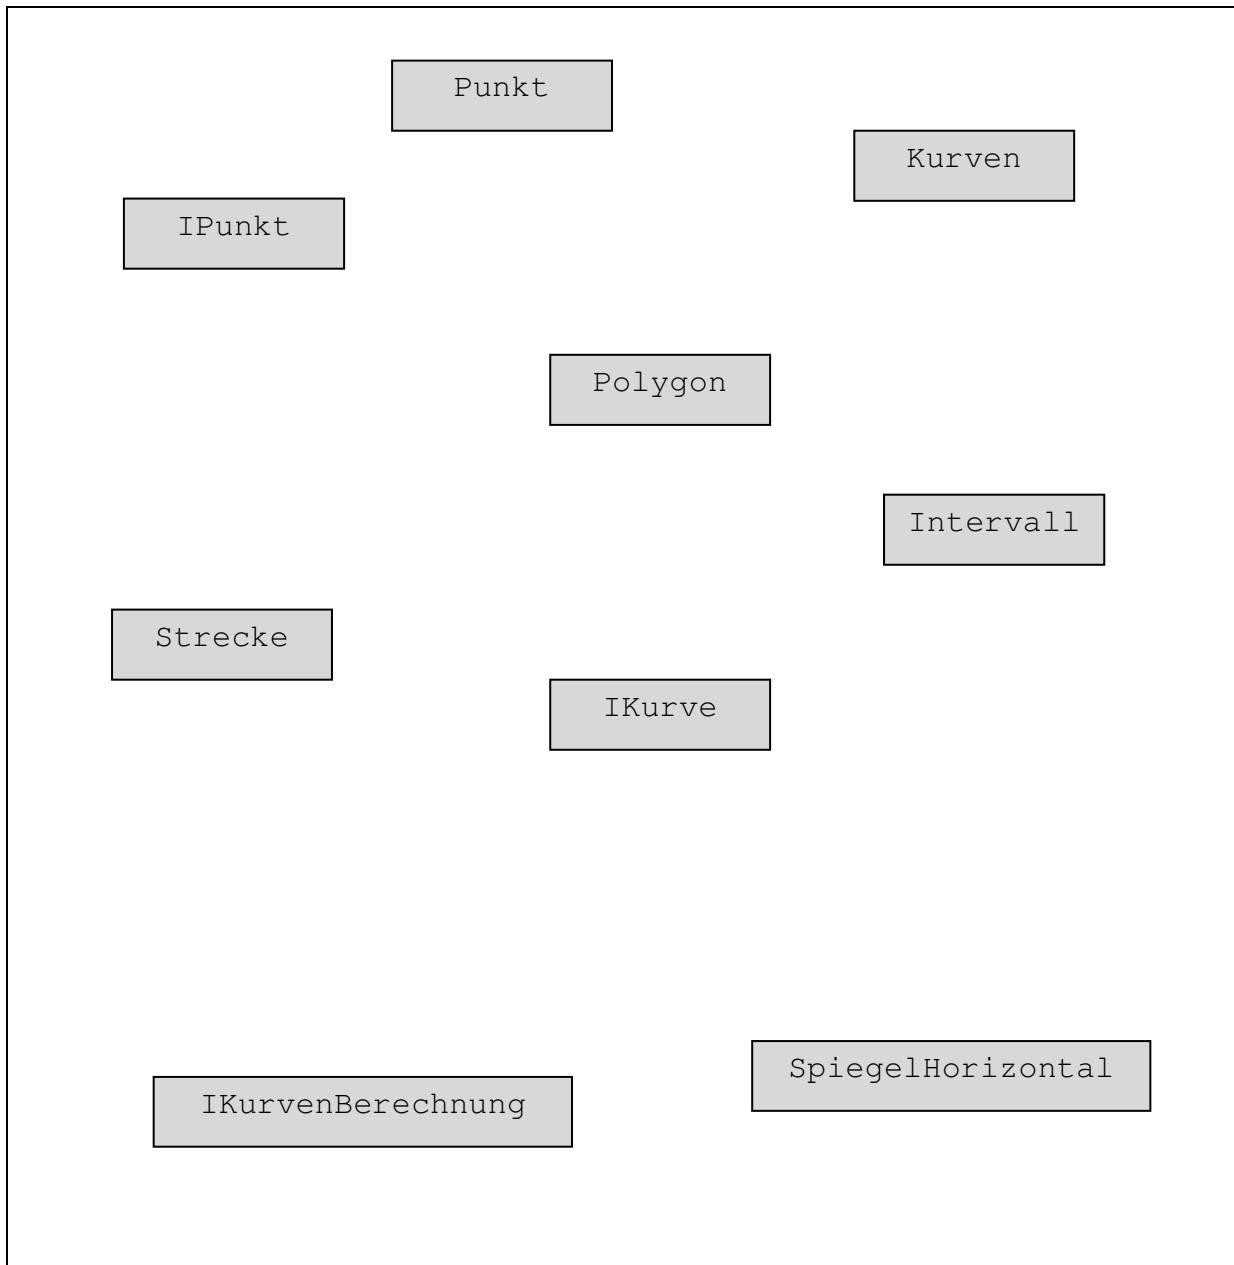 Punkt
Kurven
IPunkt
Polygon
Intervall
Strecke
IKurve
SpiegelHorizontal
IKurvenBerechnung